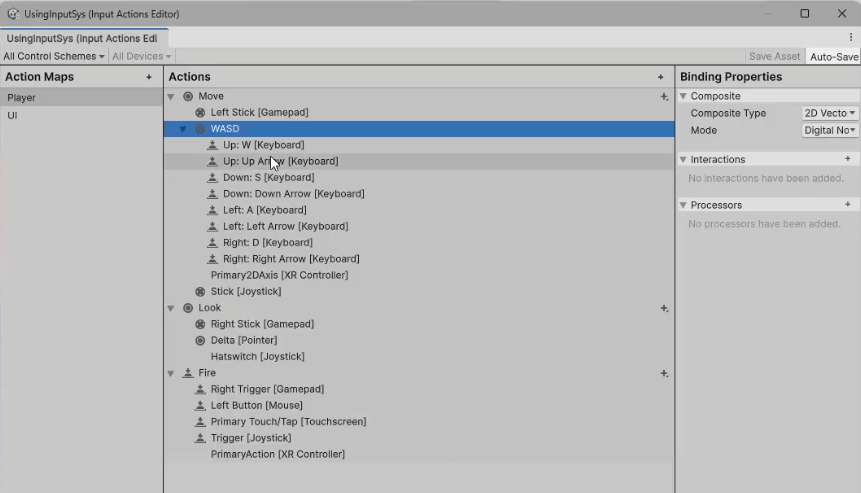 UsingInputSys (Input Actions Editor)
UsingInputSys (Input Actions Edi
All Control Schemes
All Devices
Save Asset
Auto-Save
Action Maps
+
Actions
+
Binding Properties
Player
UI
Move
Left Stick [Gamepad]
WASD
Up: W [Keyboard]
Up: Up Arrow [Keyboard]
Down: S [Keyboard]
Down: Down Arrow [Keyboard]
Left: A [Keyboard]
Left: Left Arrow [Keyboard]
Right: D [Keyboard]
Right: Right Arrow [Keyboard]
Primary2DAxis [XR Controller]
Stick [Joystick]
Look
Right Stick [Gamepad]
Delta [Pointer]
Hatswitch [Joystick]
Fire
Right Trigger [Gamepad]
Left Button [Mouse]
Primary Touch/Tap [Touchscreen]
Trigger [Joystick]
PrimaryAction [XR Controller]
Composite
Composite Type 2D Vecto
Mode Digital No
Interactions +
No interactions have been added.
Processors +
No processors have been added.